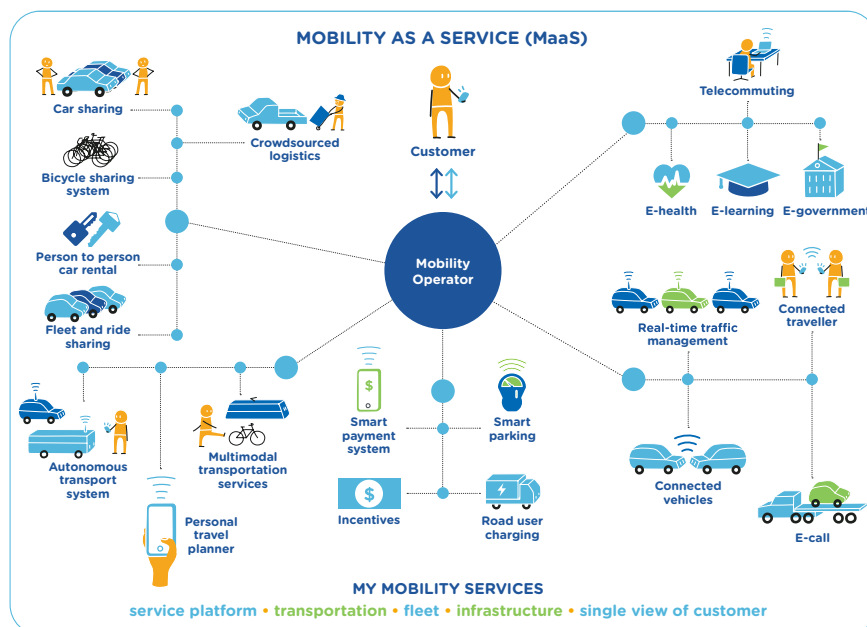 MOBILITY AS A SERVICE (MaaS)
Car sharing
Crowdsourced
logistics
Bicycle sharing
system
Person to person
car rental
Fleet and ride
sharing
Customer
Mobility
Operator
Telecommuting
E-health
E-learning
E-government
Real-time traffic
management
Connected
traveller
Connected
vehicles
E-call
Autonomous
transport
system
Personal
travel
planner
Multimodal
transportation
services
$
Smart
payment
system
Smart
parking
$
Incentives
Road user
charging
MY MOBILITY SERVICES
service platform • transportation • fleet • infrastructure • single view of customer